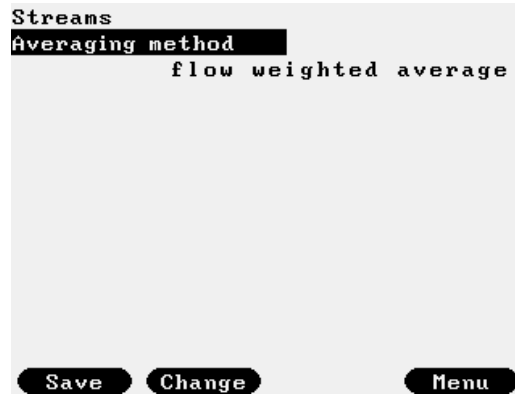 Streams
Averaging method
flow weighted average
Save Change Menu